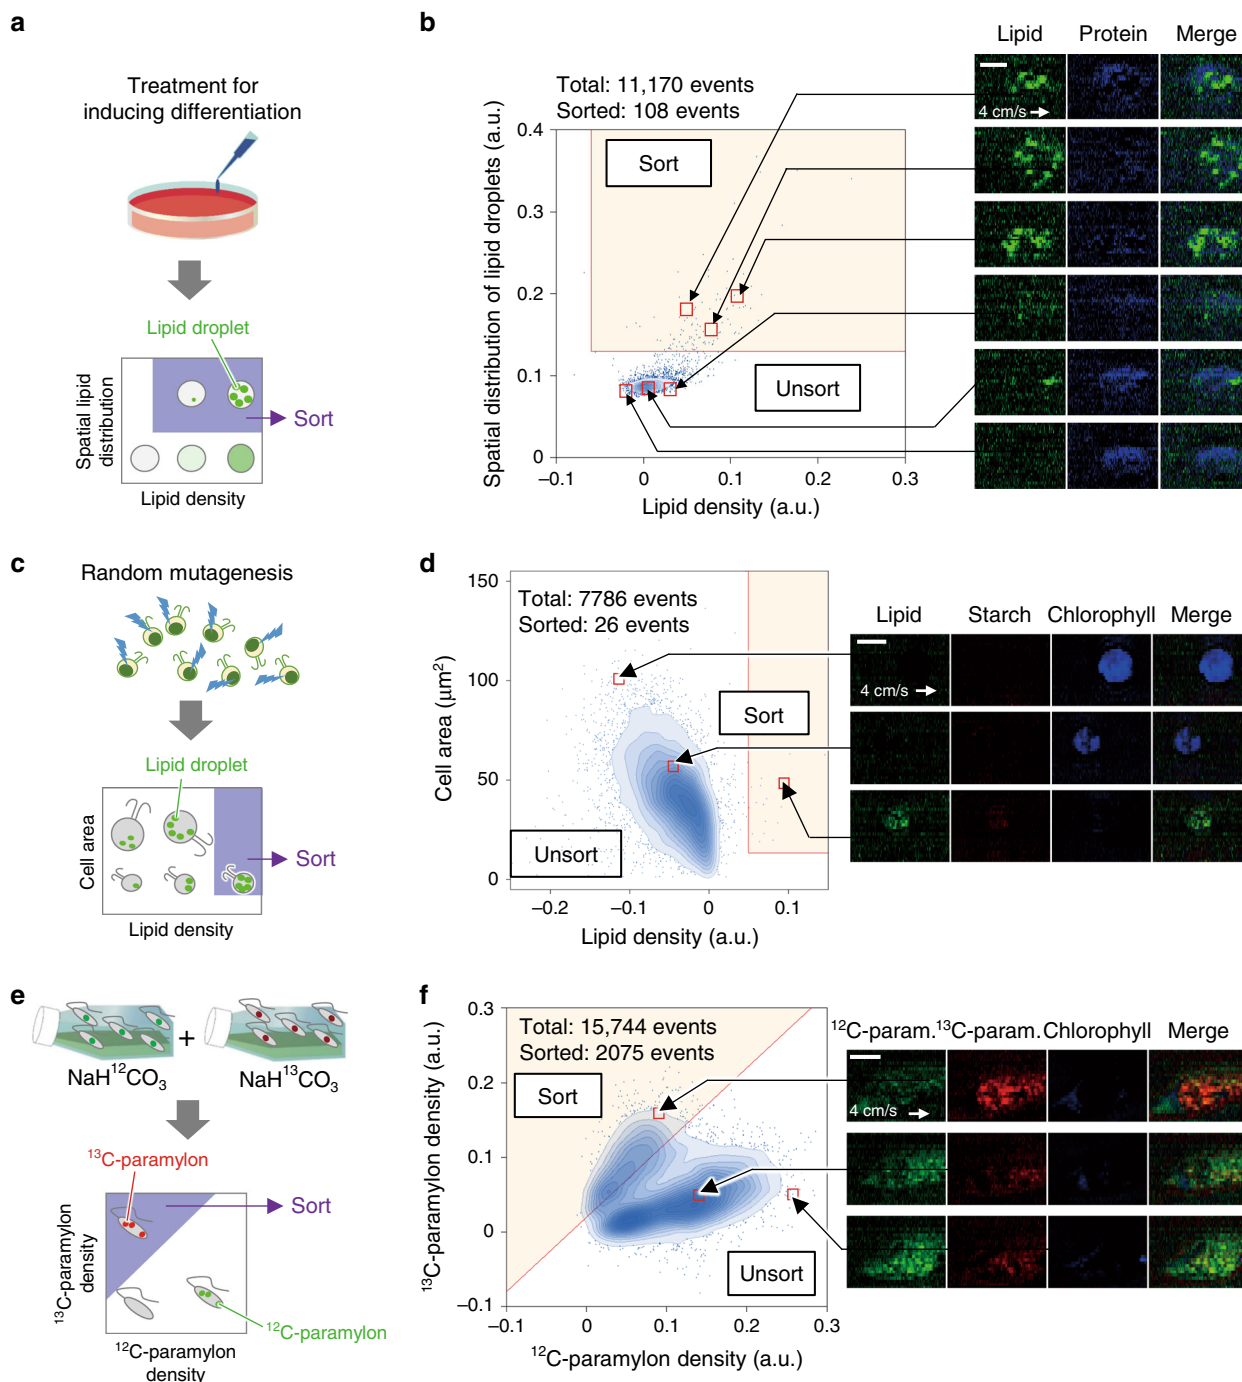 a
Treatment for
inducing differentiation
Lipid droplet
Spatial lipid
distribution
Sort
Lipid density
b
Total: 11,170 events
Sorted: 108 events
Sort
Unsort
Spatial distribution of lipid droplets (a.u.)
0.4
0.3
0.2
0.1
0
–0.1 0 0.1 0.2 0.3
Lipid density (a.u.)
Lipid Protein Merge
4 cm/s
c
Random mutagenesis
Lipid droplet
Cell area
Sort
Lipid density
d
Total: 7786 events
Sorted: 26 events
Sort
Unsort
Cell area (μm²)
150
100
50
0
–0.2 –0.1 0 0.1
Lipid density (a.u.)
Lipid Starch Chlorophyll Merge
4 cm/s
e
+
NaH¹²CO₃ NaH¹³CO₃
¹³C-paramylon
Sort
¹³C-paramylon
density
¹²C-paramylon
¹²C-paramylon
density
f
Total: 15,744 events
Sorted: 2075 events
Sort
Unsort
¹³C-paramylon density (a.u.)
0.3
0.2
0.1
0
–0.1
–0.1 0 0.1 0.2 0.3
¹²C-paramylon density (a.u.)
¹²C-param. ¹³C-param. Chlorophyll Merge
4 cm/s